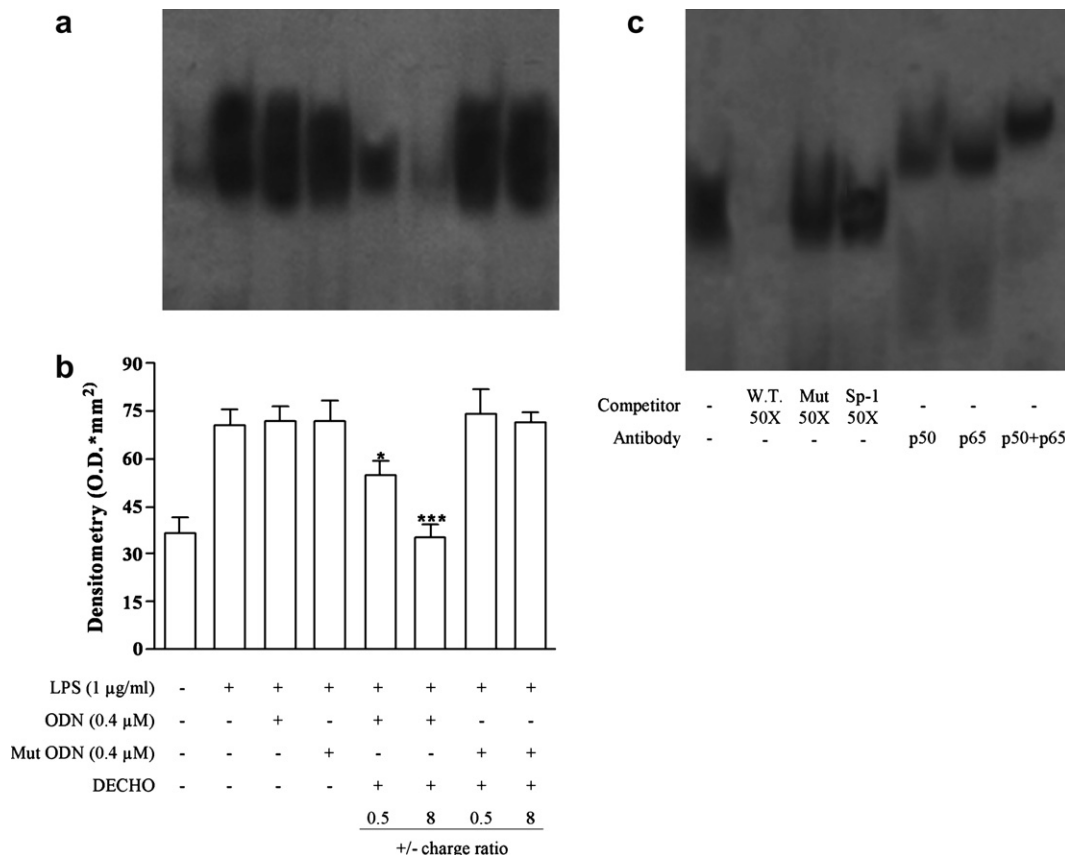 a
b
90
75
60
45
30
15
0
Densitometry (O.D.*mm²)
*
***
LPS (1 µg/ml) - + + + + + + +
ODN (0.4 µM) - - + - + + - -
Mut ODN (0.4 µM) - - - + - - + +
DECHO - - - - + + + +
0.5 8 0.5 8
+/- charge ratio
c
Competitor - W.T. 50X Mut 50X Sp-1 50X - - -
Antibody - - - - p50 p65 p50+p65